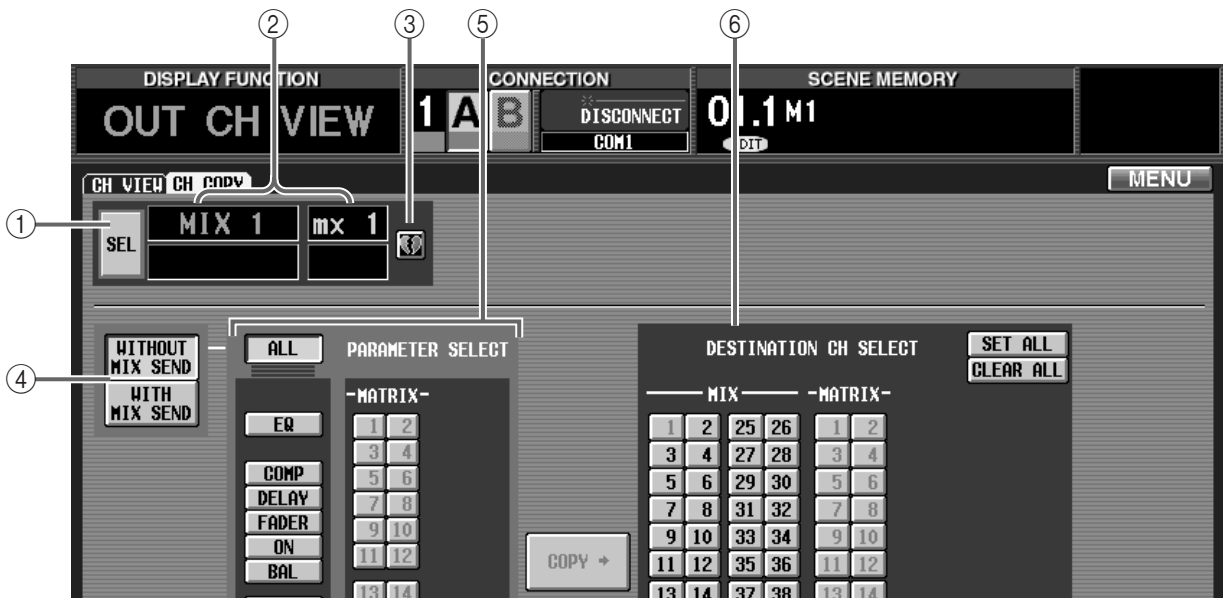 ② ③ ⑤ ⑥
DISPLAY FUNCTION CONNECTION SCENE MEMORY
OUT CH VIEW 1 A B DISCONNECT 01.1 M1
COM1
CH VIEW CH COPY MENU
① SEL MIX 1 mx 1
WITHOUT MIX SEND ALL PARAMETER SELECT DESTINATION CH SELECT SET ALL
④ WITH MIX SEND CLEAR ALL
-MATRIX- MIX -MATRIX-
EQ 1 2 1 2 25 26 1 2
3 4 3 4 27 28 3 4
COMP 5 6 5 6 29 30 5 6
DELAY 7 8 7 8 31 32 7 8
FADER 9 10 9 10 33 34 9 10
ON 11 12 COPY → 11 12 35 36 11 12
BAL
13 14 13 14 37 38 13 14